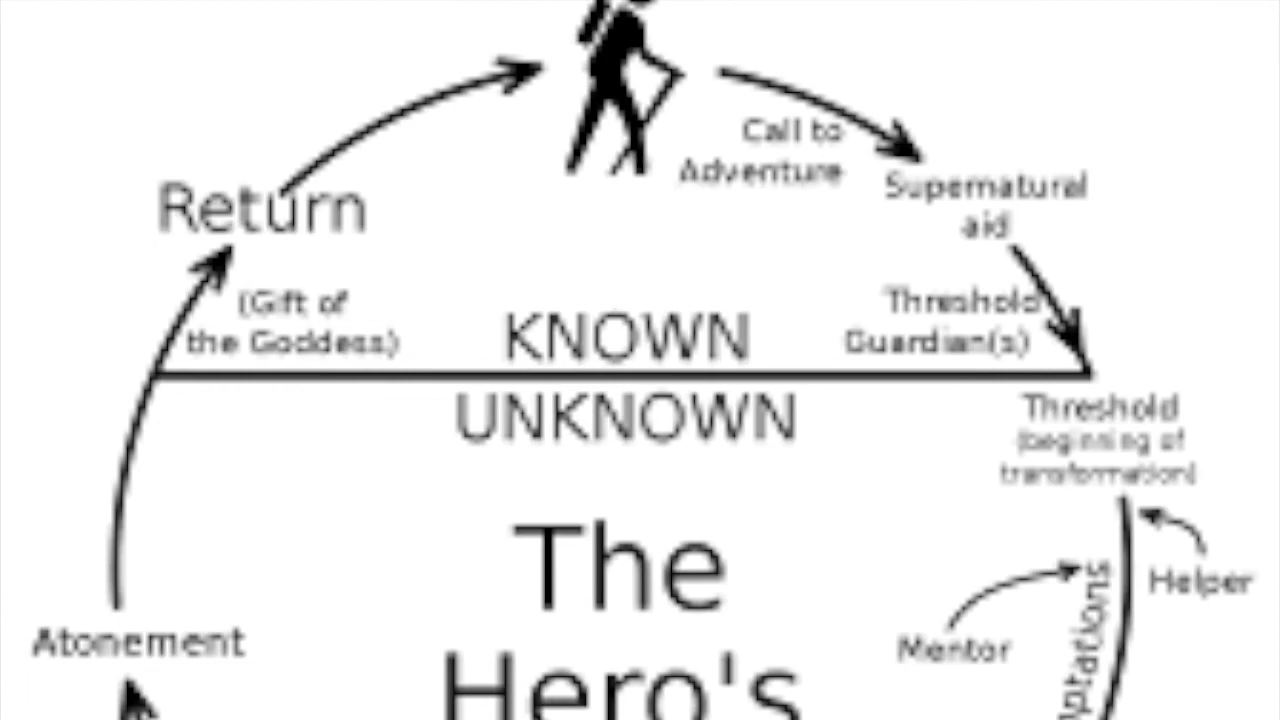 Call to
Adventure
Supernatural
aid
Return
(Gift of
the Goddess)
Threshold
Guardian(s)
KNOWN
UNKNOWN
Threshold
(beginning of
transformation)
The
Helper
Mentor
Atonement
Hero's